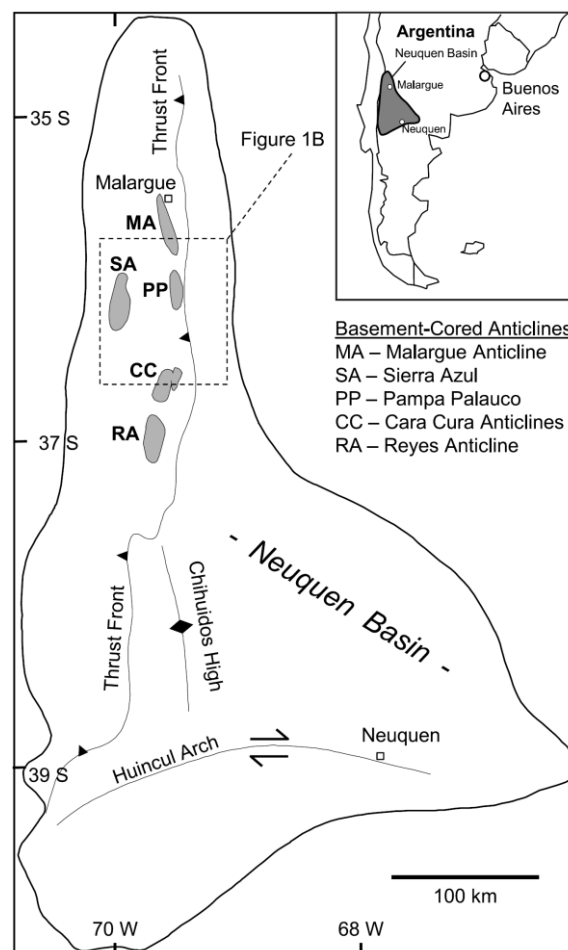 35 S
Thrust Front
Figure 1B
Malargue
MA
SA
PP
CC
RA
37 S
Argentina
Neuquen Basin
Malargue
Neuquen
Buenos
Aires
Basement-Cored Anticlines
MA – Malargue Anticline
SA – Sierra Azul
PP – Pampa Palauco
CC – Cara Cura Anticlines
RA – Reyes Anticline
- Neuquen Basin -
Thrust Front
Chihuidos High
Huincul Arch
Neuquen
39 S
100 km
70 W
68 W